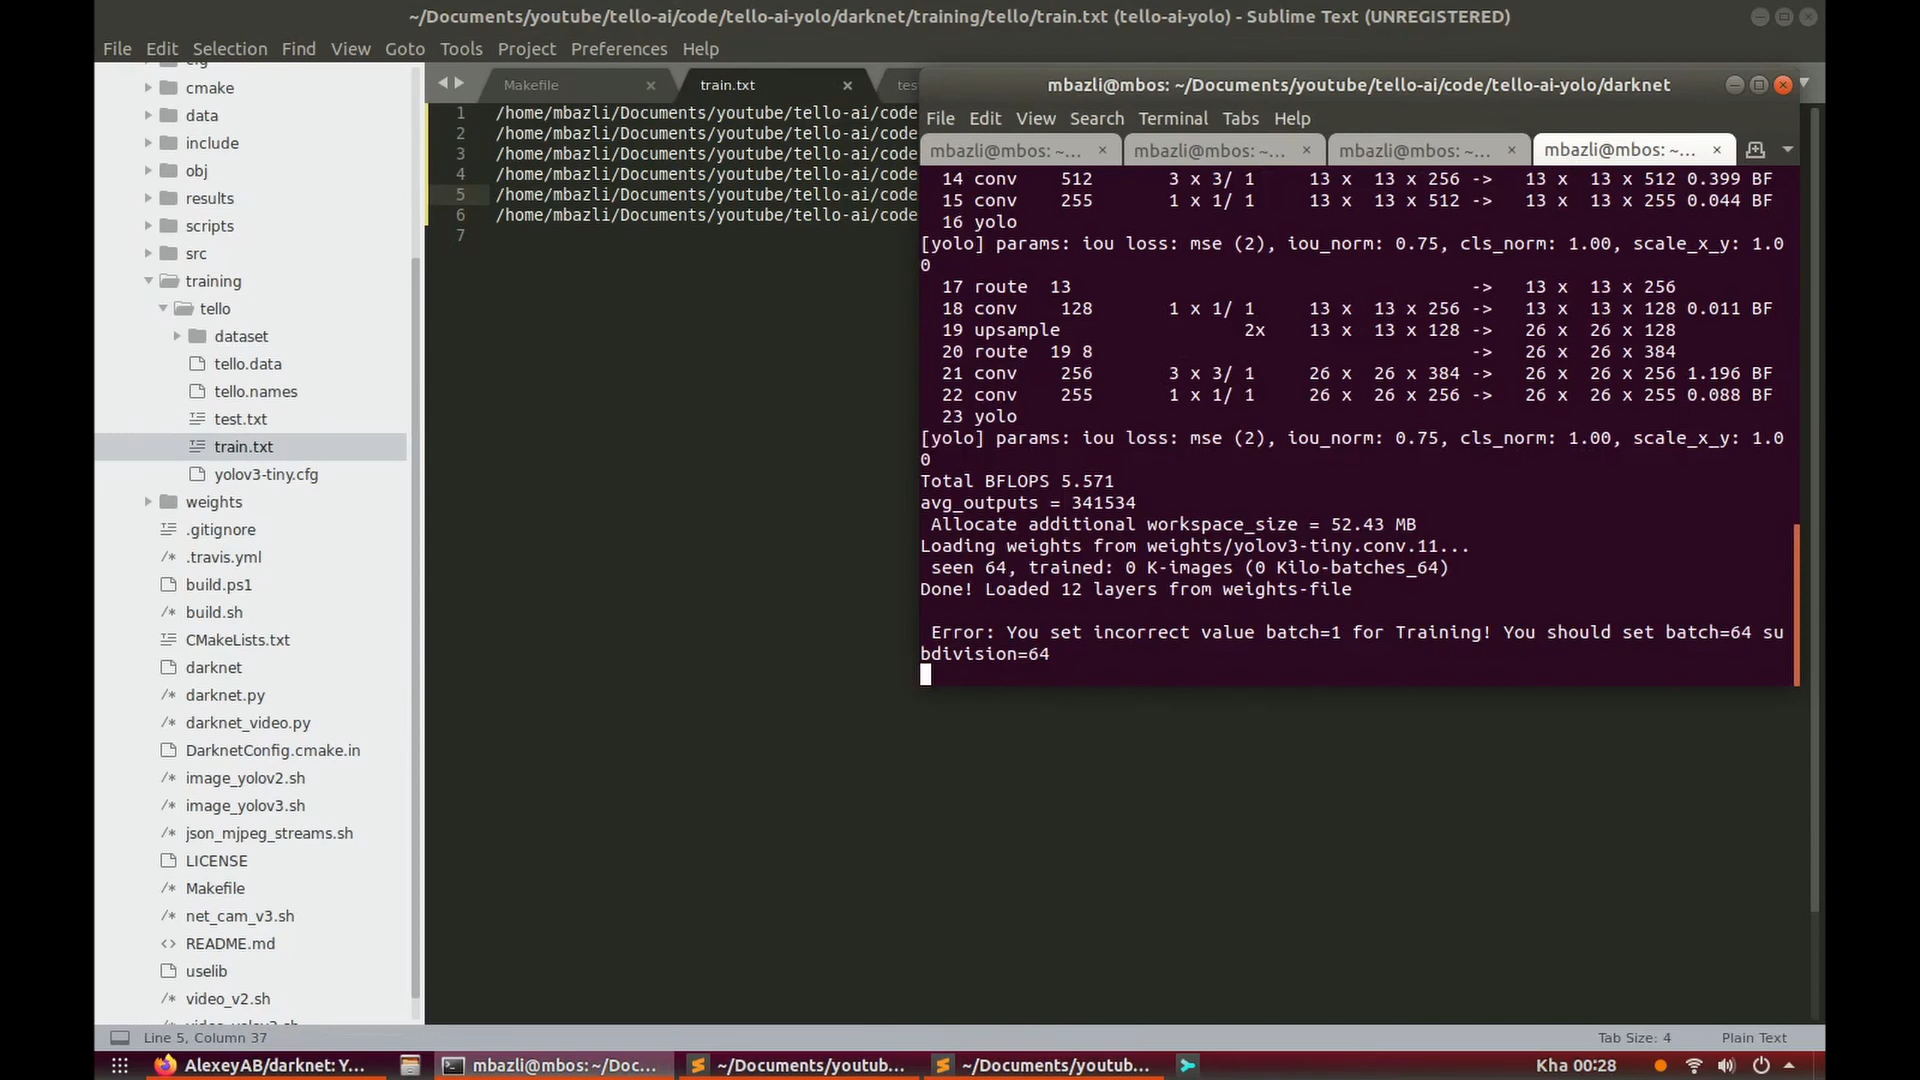 ~/Documents/youtube/tello-ai/code/tello-ai-yolo/darknet/training/tello/train.txt (tello-ai-yolo) - Sublime Text (UNREGISTERED)
File Edit Selection Find View Goto Tools Project Preferences Help
cfg
cmake
data
include
obj
results
scripts
src
training
tello
dataset
tello.data
tello.names
test.txt
train.txt
yolov3-tiny.cfg
weights
.gitignore
.travis.yml
build.ps1
build.sh
CMakeLists.txt
darknet
darknet.py
darknet_video.py
DarknetConfig.cmake.in
image_yolov2.sh
image_yolov3.sh
json_mjpeg_streams.sh
LICENSE
Makefile
net_cam_v3.sh
README.md
uselib
video_v2.sh
video_yolov3.sh
Makefile train.txt tes
1 /home/mbazli/Documents/youtube/tello-ai/code
2 /home/mbazli/Documents/youtube/tello-ai/code
3 /home/mbazli/Documents/youtube/tello-ai/code
4 /home/mbazli/Documents/youtube/tello-ai/code
5 /home/mbazli/Documents/youtube/tello-ai/code
6 /home/mbazli/Documents/youtube/tello-ai/code
7
mbazli@mbos: ~/Documents/youtube/tello-ai/code/tello-ai-yolo/darknet
File Edit View Search Terminal Tabs Help
mbazli@mbos: ~... mbazli@mbos: ~... mbazli@mbos: ~... mbazli@mbos: ~...
14 conv 512 3 x 3/ 1 13 x 13 x 256 -> 13 x 13 x 512 0.399 BF
15 conv 255 1 x 1/ 1 13 x 13 x 512 -> 13 x 13 x 255 0.044 BF
16 yolo
[yolo] params: iou loss: mse (2), iou_norm: 0.75, cls_norm: 1.00, scale_x_y: 1.0
0
17 route 13 -> 13 x 13 x 256
18 conv 128 1 x 1/ 1 13 x 13 x 256 -> 13 x 13 x 128 0.011 BF
19 upsample 2x 13 x 13 x 128 -> 26 x 26 x 128
20 route 19 8 -> 26 x 26 x 384
21 conv 256 3 x 3/ 1 26 x 26 x 384 -> 26 x 26 x 256 1.196 BF
22 conv 255 1 x 1/ 1 26 x 26 x 256 -> 26 x 26 x 255 0.088 BF
23 yolo
[yolo] params: iou loss: mse (2), iou_norm: 0.75, cls_norm: 1.00, scale_x_y: 1.0
0
Total BFLOPS 5.571
avg_outputs = 341534
Allocate additional workspace_size = 52.43 MB
Loading weights from weights/yolov3-tiny.conv.11...
seen 64, trained: 0 K-images (0 Kilo-batches_64)
Done! Loaded 12 layers from weights-file
Error: You set incorrect value batch=1 for Training! You should set batch=64 su
bdivision=64
Line 5, Column 37 Tab Size: 4 Plain Text
AlexeyAB/darknet: Y... mbazli@mbos: ~/Doc... ~/Documents/youtub... ~/Documents/youtub... Kha 00:28